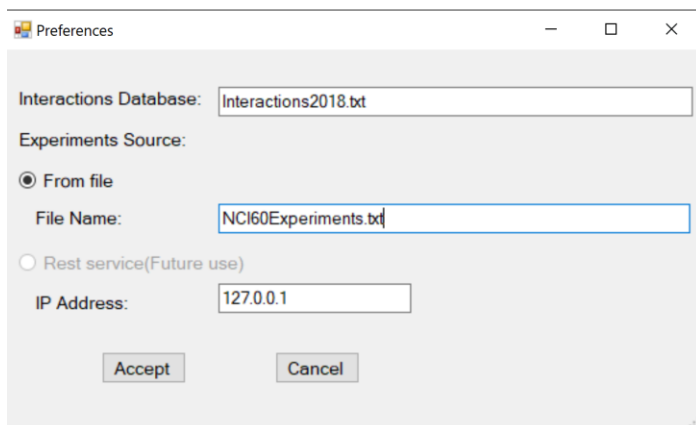 Preferences
Interactions Database: Interactions2018.txt
Experiments Source:
From file
File Name: NCI60Experiments.txt
Rest service(Future use)
IP Address: 127.0.0.1
Accept Cancel